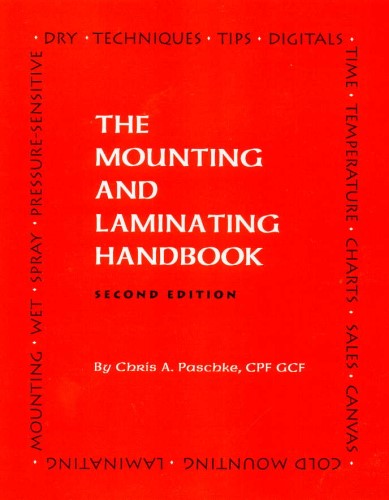 · DRY · TECHNIQUES · TIPS · DIGITALS ·
TIME · TEMPERATURE · CHARTS · SALES · CANVAS ·
COLD MOUNTING · LAMINATING ·
MOUNTING · WET · SPRAY · PRESSURE-SENSITIVE
THE
MOUNTING
AND
LAMINATING
HANDBOOK
SECOND EDITION
By Chris A. Paschke, CPF GCF